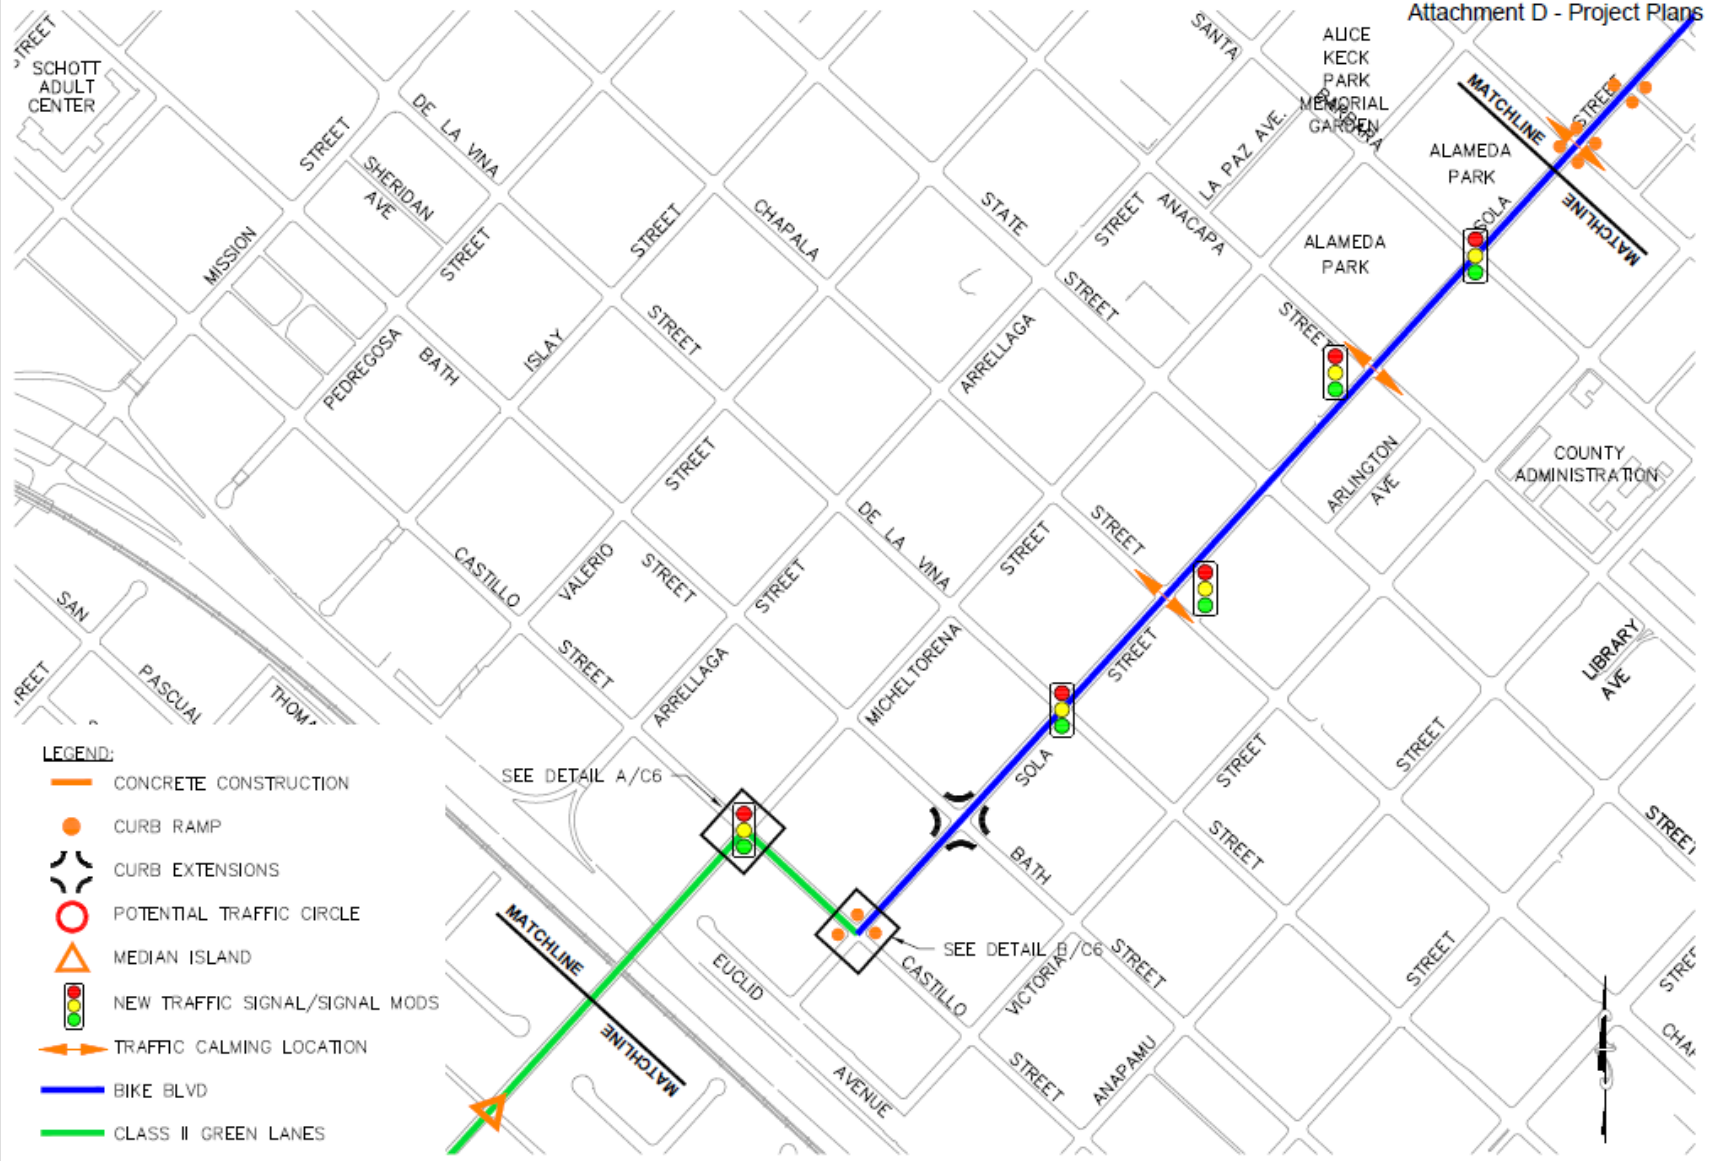 Attachment D - Project Plans
STREET
SCHOTT
ADULT
CENTER
DE LA VINA
STREET
SHERIDAN
AVE
STREET
MISSION
STREET
CHAPALA
STATE
SANTA
BARBARA
ALICE
KECK
PARK
MEMORIAL
GARDEN
LA PAZ AVE.
STREET
ANACAPA
STREET
MATCHLINE
MATCHLINE
STREET
ALAMEDA
PARK
SOLA
ALAMEDA
PARK
STREET
PEDREGOSA
BATH
ISLAY
STREET
ARRELLAGA
STREET
DE LA VINA
STREET
STREET
ARLINGTON
AVE
COUNTY
ADMINISTRATION
CASTILLO
VALERIO
STREET
STREET
STREET
ARRELLAGA
MICHELTORENA
STREET
LIBRARY
AVE
SAN
PASCUAL
SOLA
STREET
STREET
STREET
STREET
BATH
SEE DETAIL A/C6
SEE DETAIL B/C6
MATCHLINE
MATCHLINE
EUCLID
AVENUE
CASTILLO
STREET
VICTORIA
STREET
ANAPAMU
STREET
LEGEND:
CONCRETE CONSTRUCTION
CURB RAMP
CURB EXTENSIONS
POTENTIAL TRAFFIC CIRCLE
MEDIAN ISLAND
NEW TRAFFIC SIGNAL/SIGNAL MODS
TRAFFIC CALMING LOCATION
BIKE BLVD
CLASS II GREEN LANES